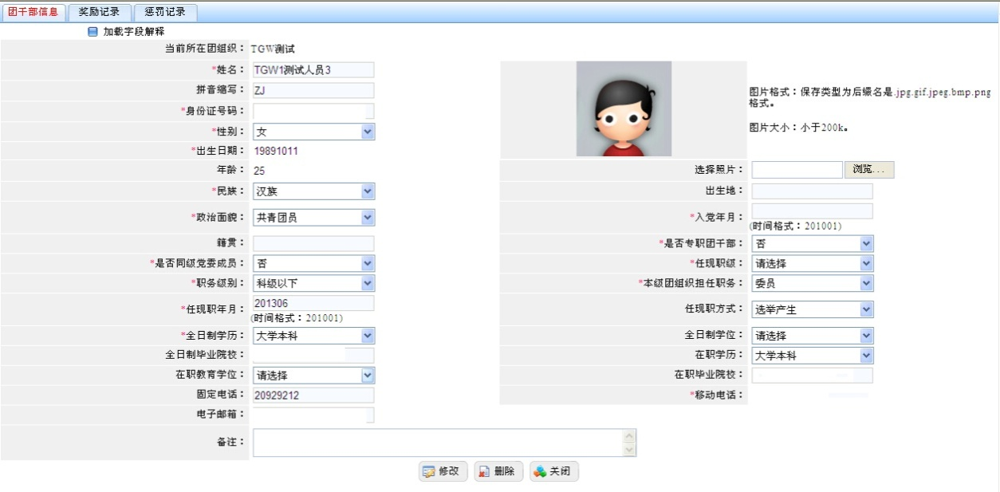 团干部信息 奖励记录 惩罚记录
加载字段解释
当前所在团组织： TGW测试
*姓名： TGW1测试人员3
拼音缩写： ZJ
图片格式：保存类型为后缀名是.jpg.gif.jpeg.bmp.png
格式。
*身份证号码：
图片大小：小于200k。
*性别： 女
*出生日期： 19891011
年龄： 25 选择照片： 浏览...
*民族： 汉族 出生地：
*政治面貌： 共青团员 *入党年月：
(时间格式：201001)
籍贯： *是否专职团干部： 否
*是否同级党委成员： 否 *任现职级： 请选择
*职务级别： 科级以下 *本级团组织担任职务： 委员
*任现职年月： 201306 任现职方式： 选举产生
(时间格式：201001)
*全日制学历： 大学本科 全日制学位： 请选择
全日制毕业院校： 在职学历： 大学本科
在职教育学位： 请选择 在职毕业院校：
固定电话： 20929212 *移动电话：
电子邮箱：
备注：
修改 删除 关闭